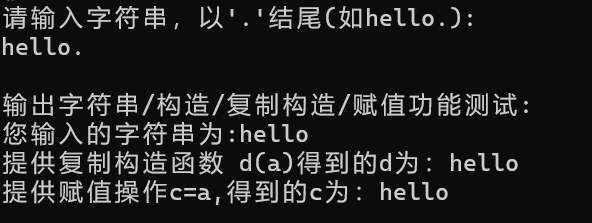 请输入字符串，以'.'结尾(如hello.):
hello.
输出字符串/构造/复制构造/赋值功能测试:
您输入的字符串为:hello
提供复制构造函数 d(a)得到的d为：hello
提供赋值操作c=a,得到的c为：hello